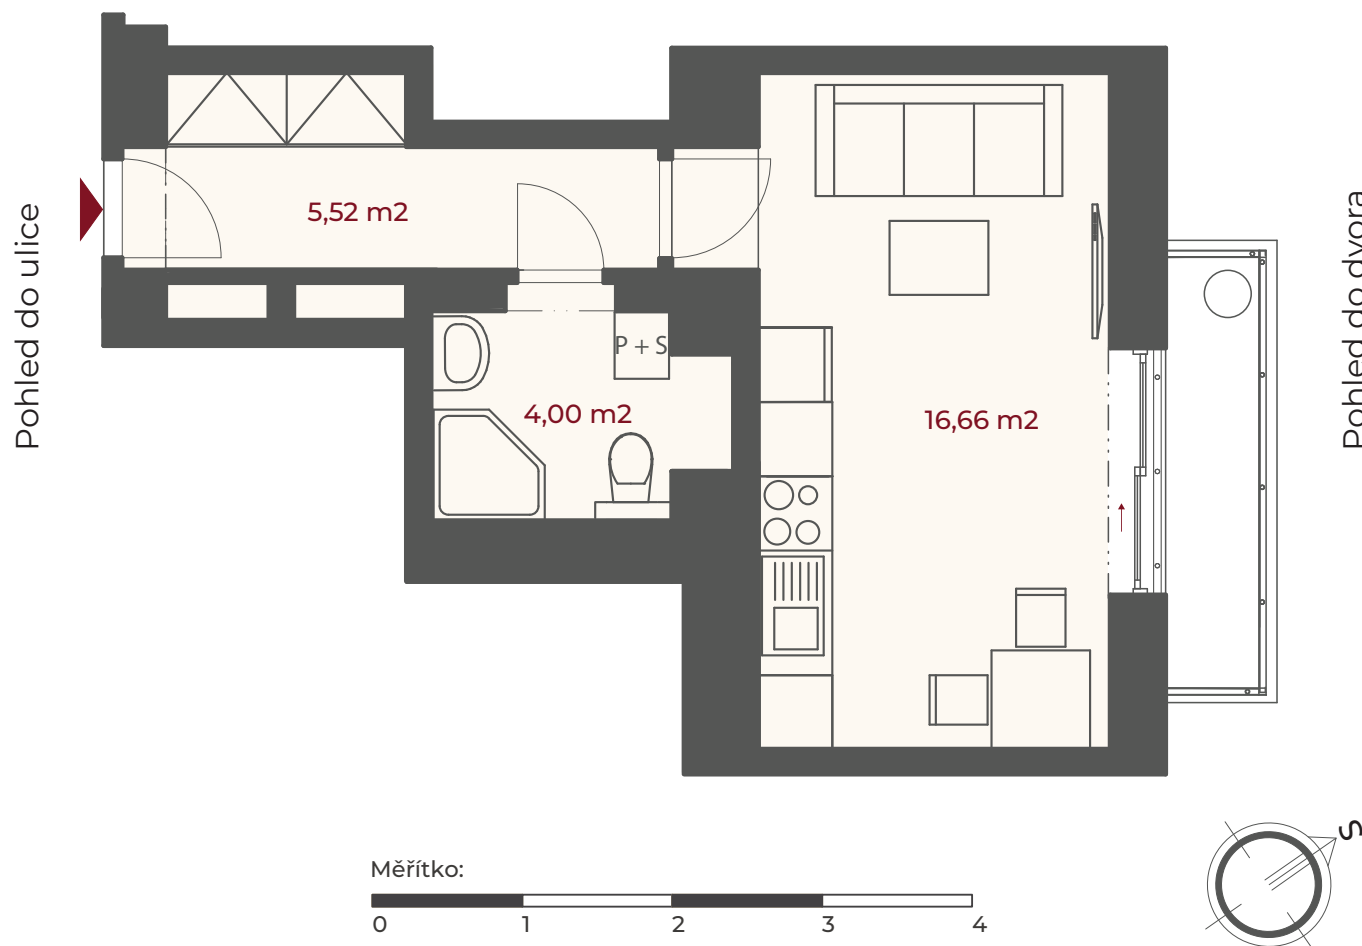 Pohled do ulice
5,52 m2
P + S
4,00 m2
16,66 m2
Pohled do dvora
Měřítko:
0 1 2 3 4
S